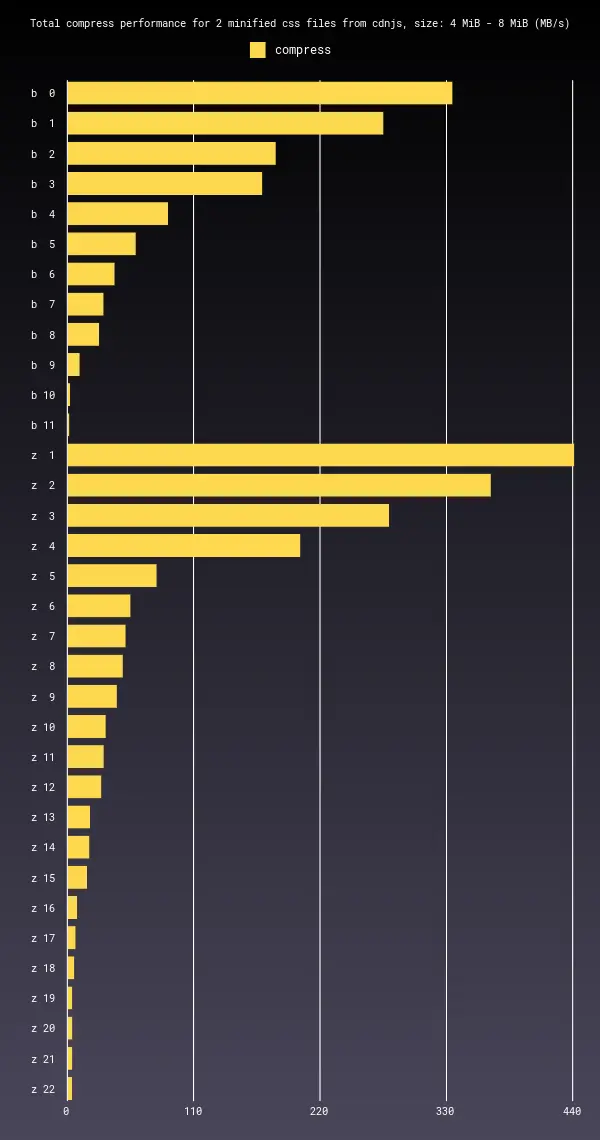 Total compress performance for 2 minified css files from cdnjs, size: 4 MiB - 8 MiB (MB/s)
compress
b 0
b 1
b 2
b 3
b 4
b 5
b 6
b 7
b 8
b 9
b 10
b 11
z 1
z 2
z 3
z 4
z 5
z 6
z 7
z 8
z 9
z 10
z 11
z 12
z 13
z 14
z 15
z 16
z 17
z 18
z 19
z 20
z 21
z 22
0 110 220 330 440